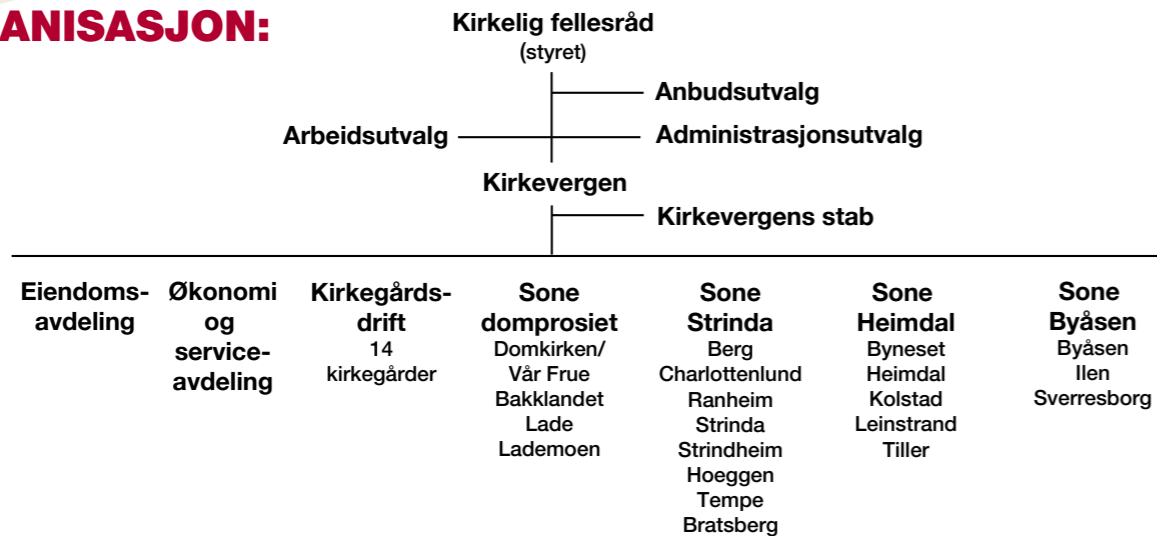 ANISASJON:
Kirkelig fellesråd
(styret)
Anbudsutvalg
Arbeidsutvalg
Administrasjonsutvalg
Kirkevergen
Kirkevergens stab
Eiendoms-
avdeling
Økonomi
og
service-
avdeling
Kirkegårds-
drift
14
kirkegårder
Sone
domprosiet
Domkirken/
Vår Frue
Bakklandet
Lade
Lademoen
Sone
Strinda
Berg
Charlottenlund
Ranheim
Strinda
Strindheim
Hoeggen
Tempe
Bratsberg
Sone
Heimdal
Byneset
Heimdal
Kolstad
Leinstrand
Tiller
Sone
Byåsen
Byåsen
Ilen
Sverresborg